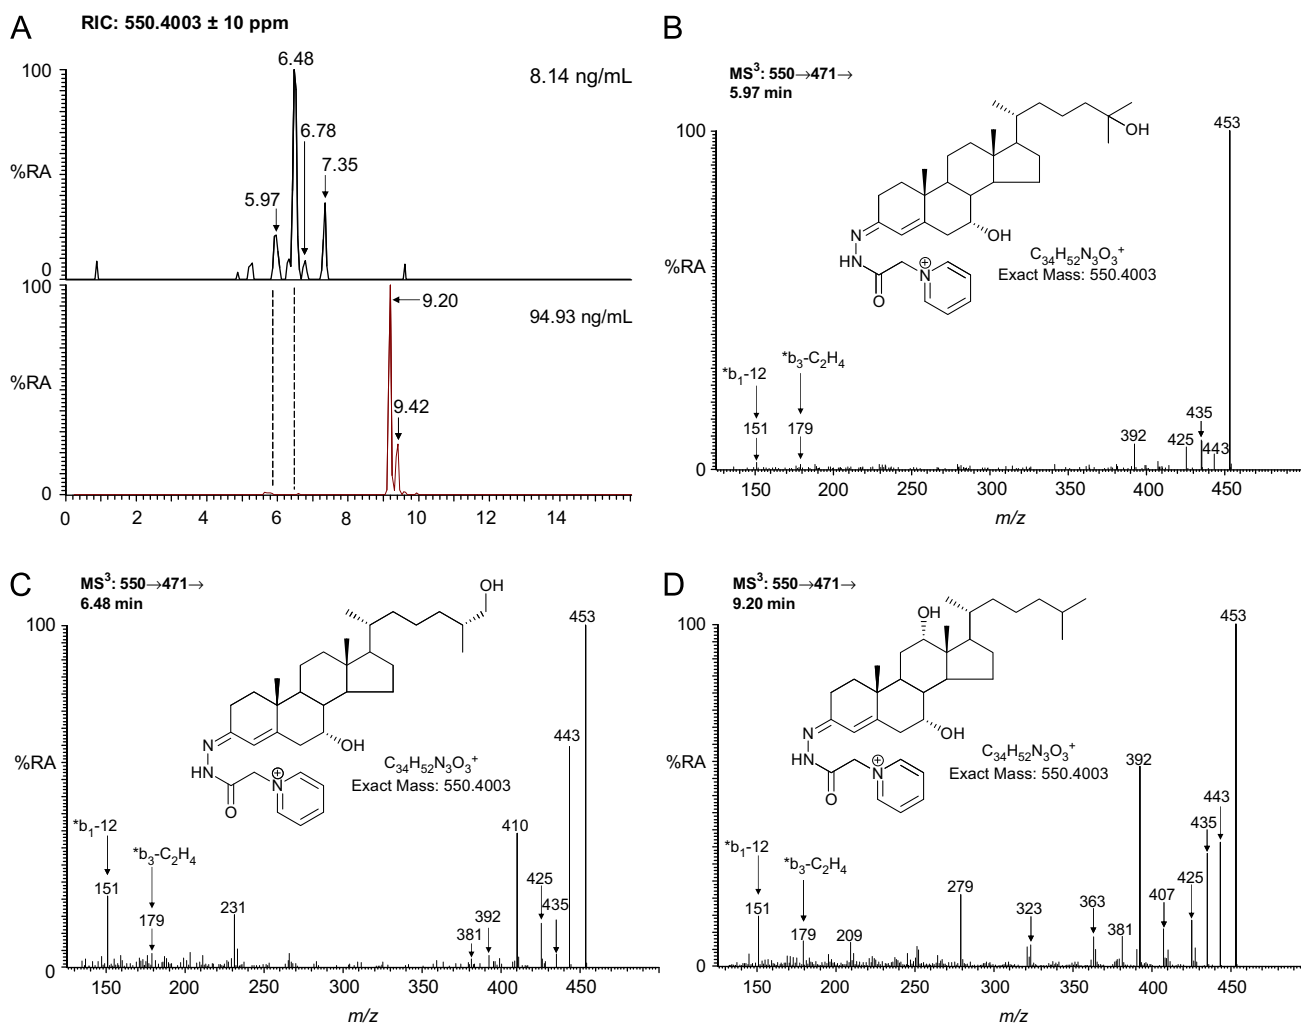 A
RIC: 550.4003 ± 10 ppm
8.14 ng/mL
100
%RA
0
6.48
6.78
7.35
5.97
94.93 ng/mL
100
%RA
0
9.20
9.42
0 2 4 6 8 10 12 14
B
MS³: 550→471→
5.97 min
100
%RA
0
453
OH
OH
N
HN
O
N
+
C₃₄H₅₂N₃O₃⁺
Exact Mass: 550.4003
*b₁-12
*b₃-C₂H₄
151
179
392
425
435
443
150 200 250 300 350 400 450
m/z
C
MS³: 550→471→
6.48 min
100
%RA
0
OH
453
443
OH
N
HN
O
N
+
C₃₄H₅₂N₃O₃⁺
Exact Mass: 550.4003
*b₁-12
*b₃-C₂H₄
151
179
231
381
392
410
425
435
150 200 250 300 350 400 450
m/z
D
MS³: 550→471→
9.20 min
100
%RA
0
OH
453
OH
N
HN
O
N
+
C₃₄H₅₂N₃O₃⁺
Exact Mass: 550.4003
*b₁-12
*b₃-C₂H₄
151
179
209
279
323
363
381
392
407
425
435
443
150 200 250 300 350 400 450
m/z